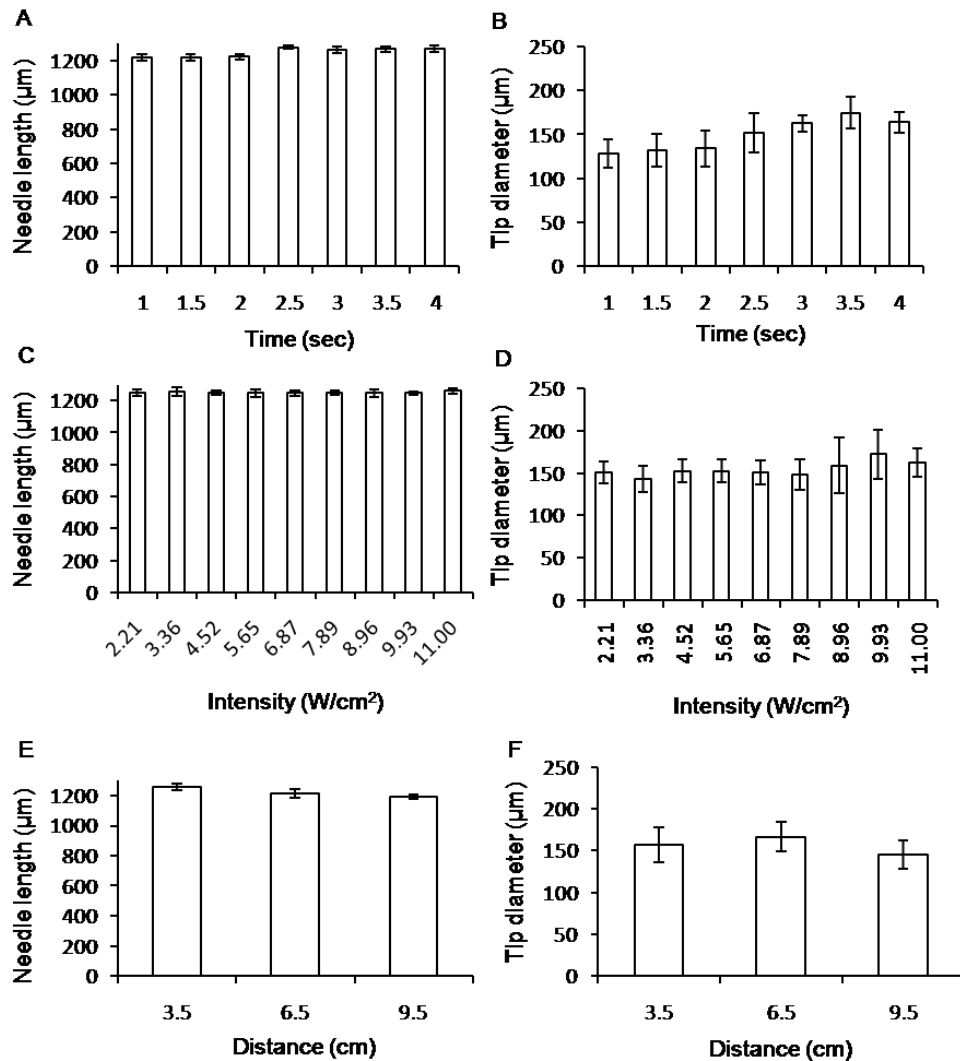 A
Needle length (µm)
1200
1000
800
600
400
200
0
1 1.5 2 2.5 3 3.5 4
Time (sec)
B
Tip diameter (µm)
250
200
150
100
50
0
1 1.5 2 2.5 3 3.5 4
Time (sec)
C
Needle length (µm)
1200
1000
800
600
400
200
0
2.21 3.36 4.52 5.65 6.87 7.89 8.96 9.93 11.00
Intensity (W/cm²)
D
Tip diameter (µm)
250
200
150
100
50
0
2.21 3.36 4.52 5.65 6.87 7.89 8.96 9.93 11.00
Intensity (W/cm²)
E
Needle length (µm)
1200
1000
800
600
400
200
0
3.5 6.5 9.5
Distance (cm)
F
Tip diameter (µm)
250
200
150
100
50
0
3.5 6.5 9.5
Distance (cm)